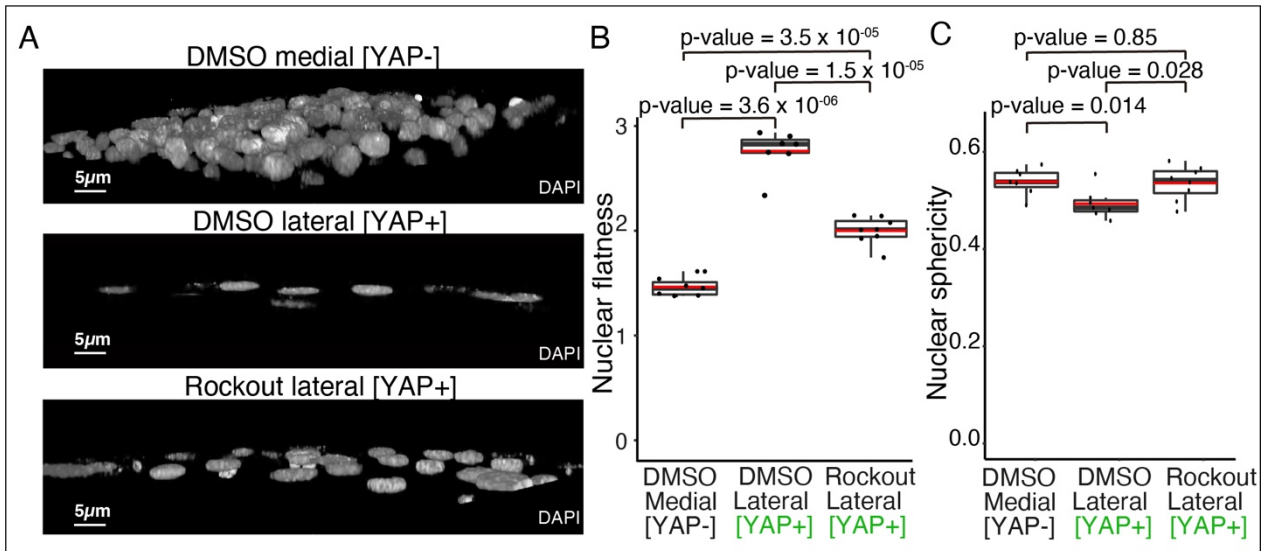 A
DMSO medial [YAP-]
5µm
DAPI
DMSO lateral [YAP+]
5µm
DAPI
Rockout lateral [YAP+]
5µm
DAPI
B
p-value = 3.5 x 10-05
p-value = 1.5 x 10-05
p-value = 3.6 x 10-06
Nuclear flatness
3
2
1
0
DMSO DMSO Rockout
Medial Lateral Lateral
[YAP-] [YAP+] [YAP+]
C
p-value = 0.85
p-value = 0.028
p-value = 0.014
Nuclear sphericity
0.6
0.4
0.2
0.0
DMSO DMSO Rockout
Medial Lateral Lateral
[YAP-] [YAP+] [YAP+]